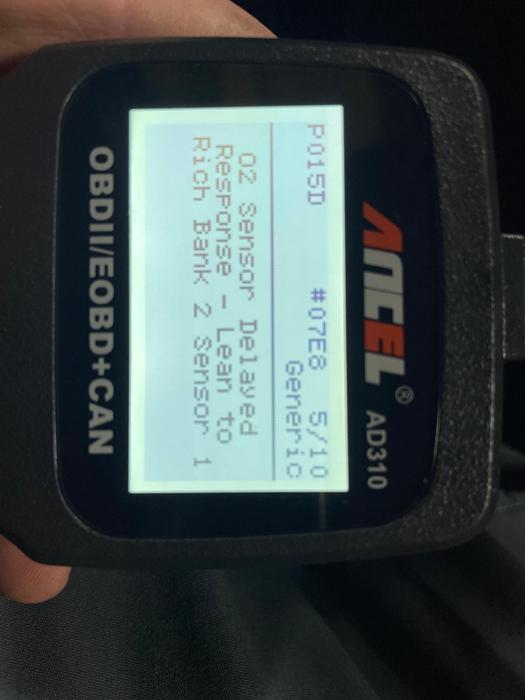 ANCEL® AD310
P015D #07E8 5/10
Generic
O2 Sensor Delayed
Response - Lean to
Rich Bank 2 Sensor 1
OBDII/EOBD+CAN